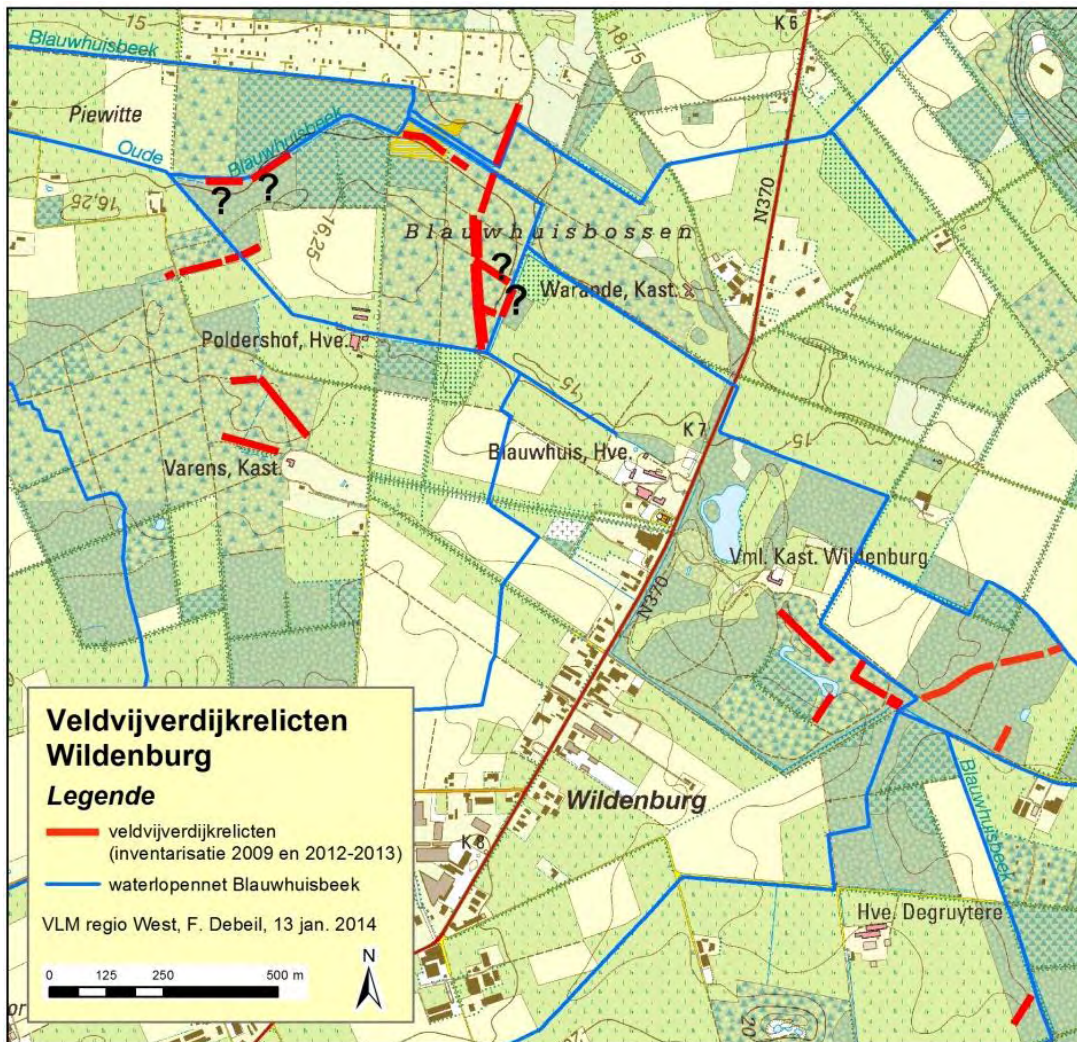 15
K 6
Blauwhuisbeek
18.75
Piewitte
Oude
Blauwhuisbeek
N370
?
?
16,25
16,25
Blauwhuisbossen
?
?
Warande, Kast.
Poldershof, Hve.
15
K 7
15
Blauwhuis, Hve.
Varens, Kast.
Vml. Kast. Wildenburg
N370
Veldvijverdijkrelicten
Wildenburg
Legende
veldvijverdijkrelicten
(inventarisatie 2009 en 2012-2013)
waterlopennet Blauwhuisbeek
VLM regio West, F. Debeil, 13 jan. 2014
N
0 125 250 500 m
Wildenburg
K 8
Blauwhuisbeek
Hve. Degruytere
or
20